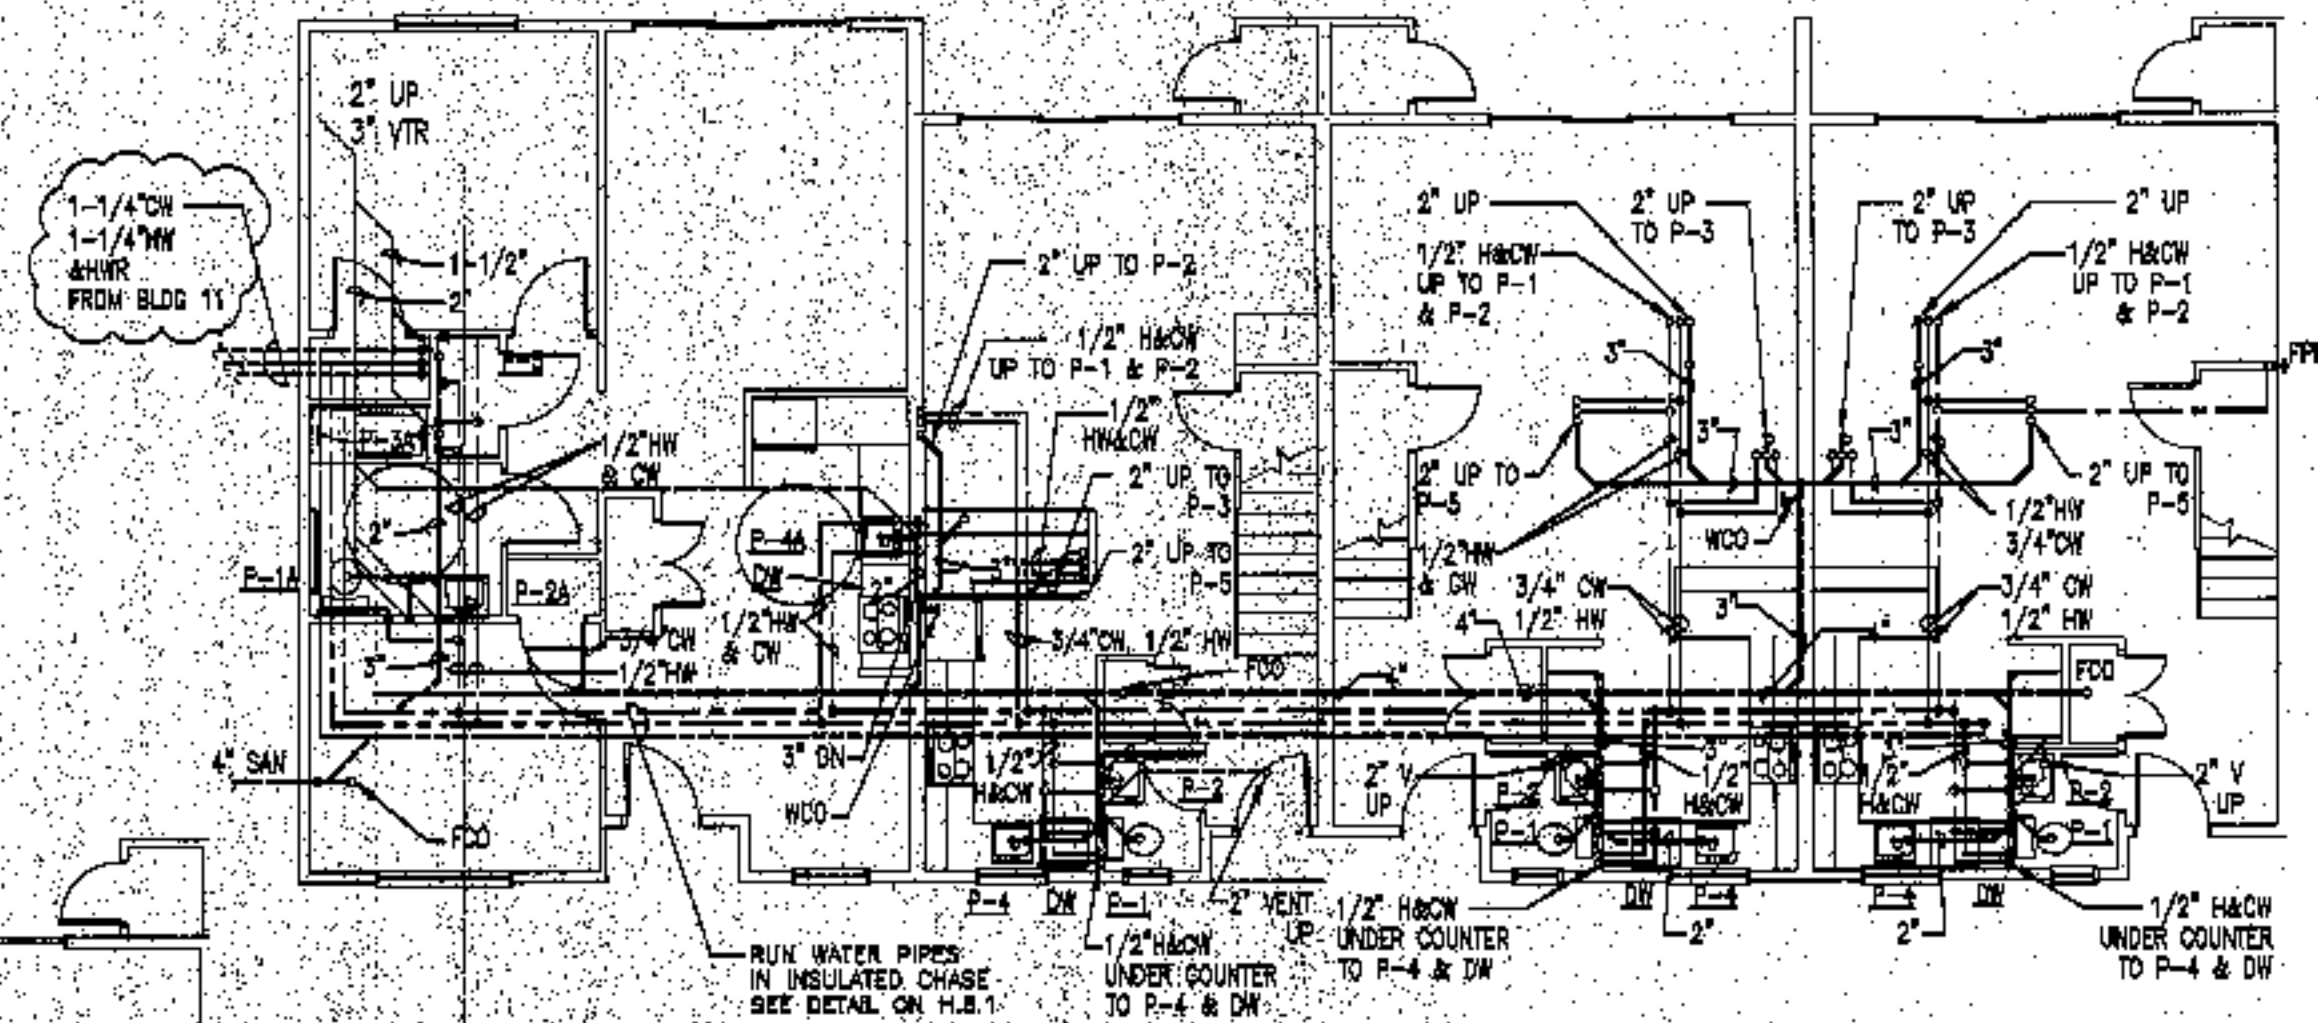 2" UP
3" VTR
1-1/4"CW
1-1/4"HW
&HWR
FROM BLDG 11
1-1/2"
2"
P-3A
1/2"HW
& CW
2"
P-1A
P-2A
3/4"CW
1/2"HW
3"
4" SAN
FCO
P-4A
DW
2"
1/2"HW
& CW
3" DN
WCO
RUN WATER PIPES
IN INSULATED CHASE
SEE DETAIL ON H.8.1
2" UP TO P-2
1/2" H&CW
UP TO P-1 & P-2
1/2"
HW&CW
2" UP TO
P-3
2" UP TO
P-5
3/4"CW, 1/2" HW
FCO
4"
1/2"
H&CW
P-2
P-4
DW
P-1
2" VENT
UP
1/2"H&CW
UNDER COUNTER
TO P-4 & DW
2" UP
2" UP
TO P-3
2" UP
TO P-3
2" UP
1/2" H&CW
UP TO P-1
& P-2
1/2" H&CW
UP TO P-1
& P-2
3"
3"
3"
3"
2" UP TO
P-5
2" UP TO
P-5
WCO
1/2"HW
& CW
1/2"HW
3/4"CW
3/4" CW
1/2" HW
3"
3/4" CW
1/2" HW
4"
FCO
2" V
UP
3"
1/2"
H&CW
1/2"
H&CW
2" V
UP
P-2
P-1
P-2
P-1
DW
P-4
P-4
DW
1/2" H&CW
UNDER COUNTER
TO P-4 & DW
2"
2"
1/2" H&CW
UNDER COUNTER
TO P-4 & DW